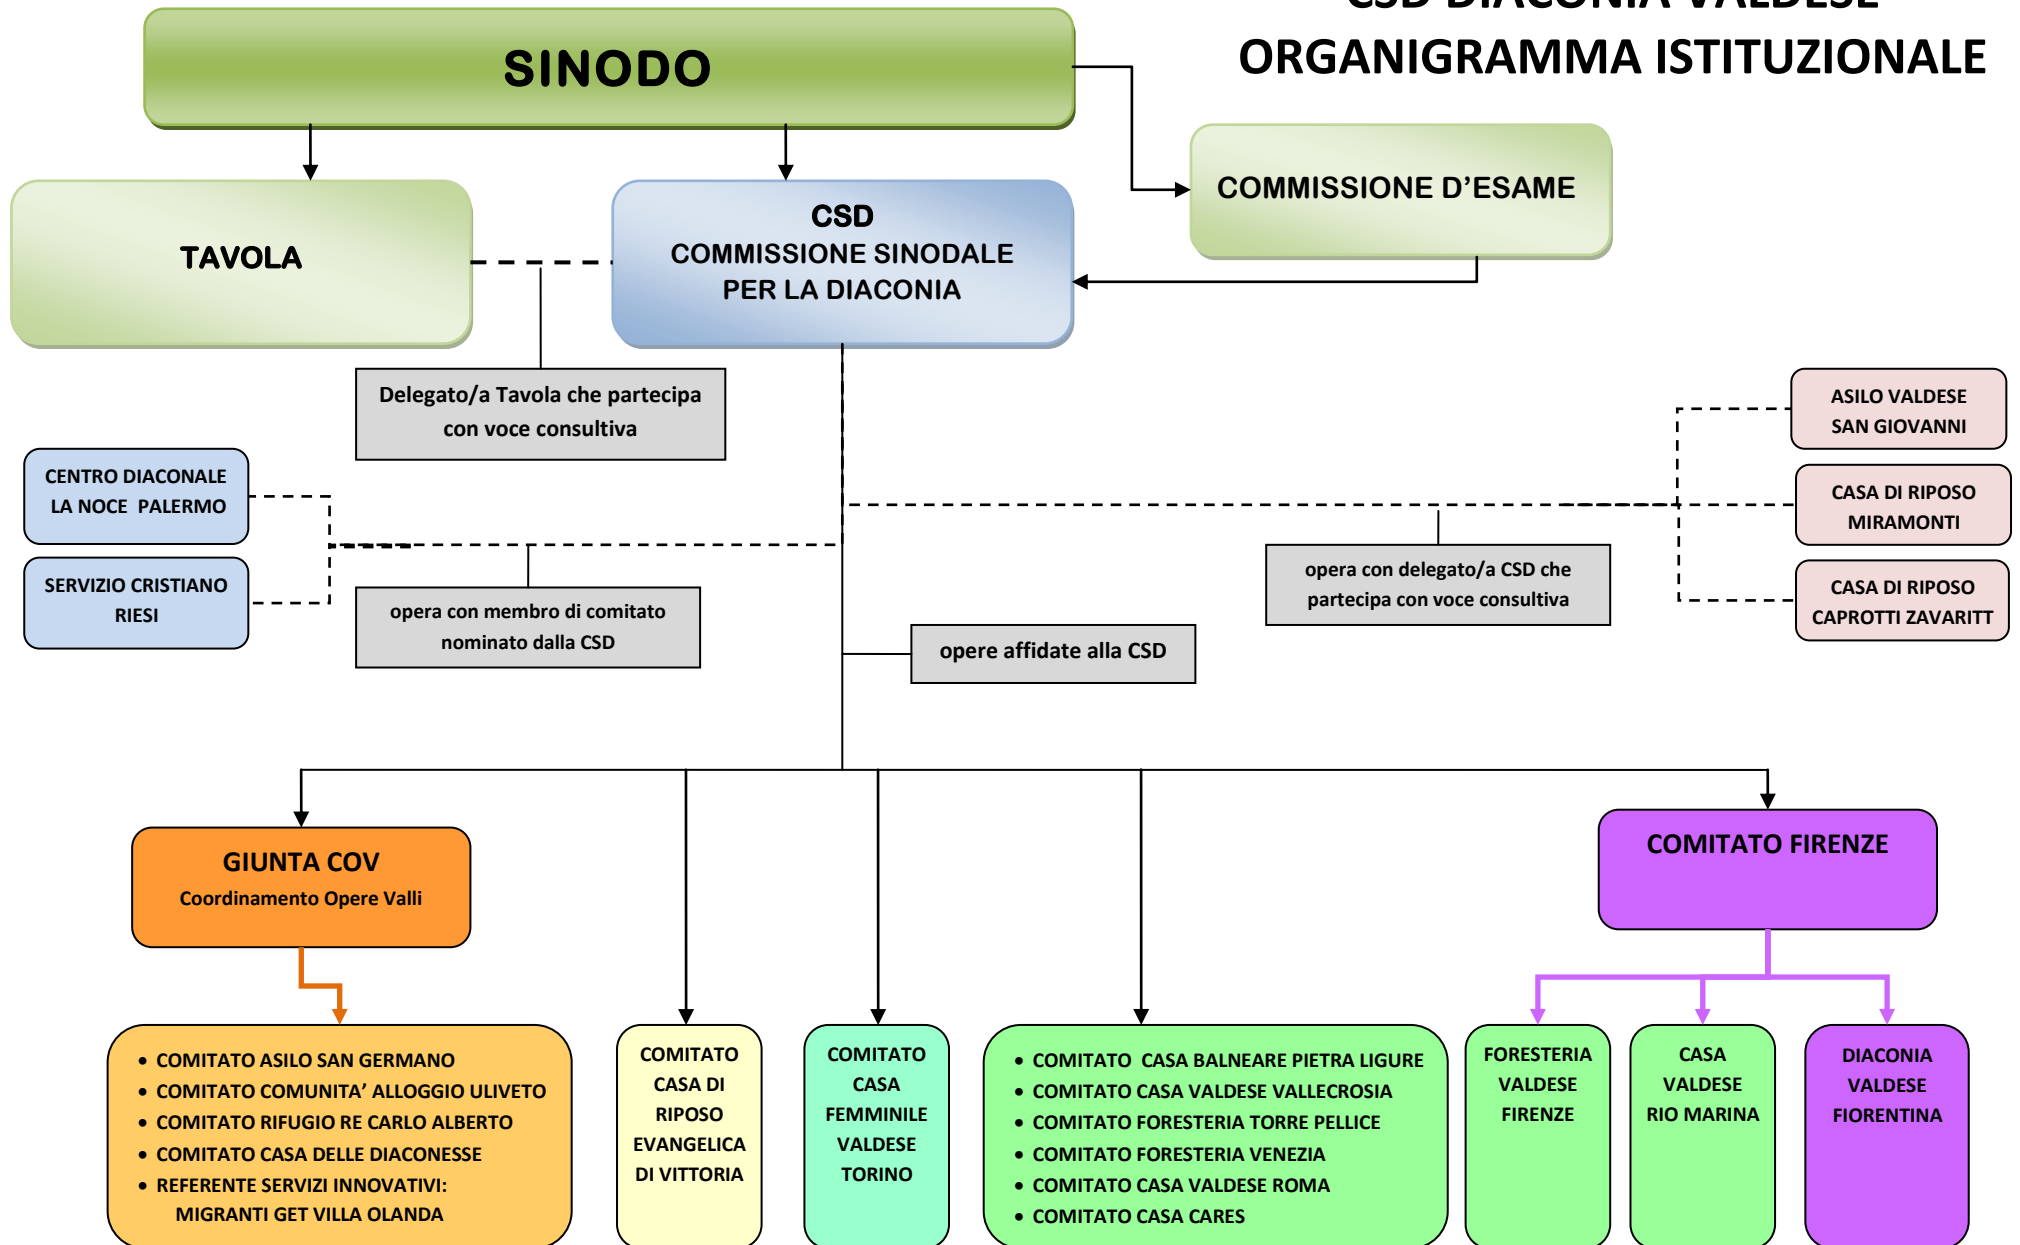 CSD DIACONIA VALDESE
ORGANIGRAMMA ISTITUZIONALE
SINODO
COMMISSIONE D’ESAME
TAVOLA
CSD
COMMISSIONE SINODALE
PER LA DIACONIA
Delegato/a Tavola che partecipa
con voce consultiva
ASILO VALDESE
SAN GIOVANNI
CENTRO DIACONALE
LA NOCE PALERMO
CASA DI RIPOSO
MIRAMONTI
SERVIZIO CRISTIANO
RIESI
opera con membro di comitato
nominato dalla CSD
opera con delegato/a CSD che
partecipa con voce consultiva
CASA DI RIPOSO
CAPROTTI ZAVARITT
opere affidate alla CSD
GIUNTA COV
Coordinamento Opere Valli
COMITATO FIRENZE
• COMITATO ASILO SAN GERMANO
• COMITATO COMUNITA’ ALLOGGIO ULIVETO
• COMITATO RIFUGIO RE CARLO ALBERTO
• COMITATO CASA DELLE DIACONESSE
• REFERENTE SERVIZI INNOVATIVI:
MIGRANTI GET VILLA OLANDA
COMITATO
CASA DI
RIPOSO
EVANGELICA
DI VITTORIA
COMITATO
CASA
FEMMINILE
VALDESE
TORINO
• COMITATO CASA BALNEARE PIETRA LIGURE
• COMITATO CASA VALDESE VALLECROSIA
• COMITATO FORESTERIA TORRE PELLICE
• COMITATO FORESTERIA VENEZIA
• COMITATO CASA VALDESE ROMA
• COMITATO CASA CARES
FORESTERIA
VALDESE
FIRENZE
CASA
VALDESE
RIO MARINA
DIACONIA
VALDESE
FIORENTINA